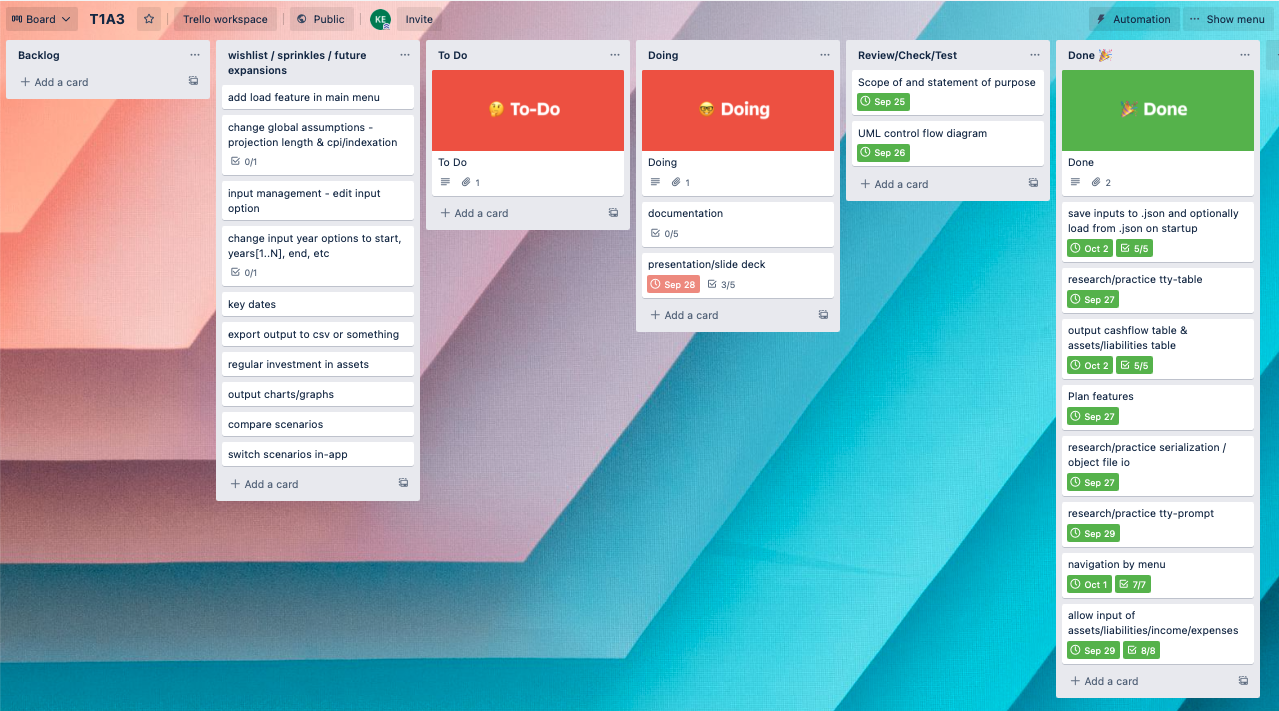 Board
T1A3
Trello workspace
Public
KE
Invite
Automation
Show menu
Backlog
+ Add a card
wishlist / sprinkles / future
expansions
add load feature in main menu
change global assumptions -
projection length & cpi/indexation
0/1
input management - edit input
option
change input year options to start,
years[1..N], end, etc
0/1
key dates
export output to csv or something
regular investment in assets
output charts/graphs
compare scenarios
switch scenarios in-app
+ Add a card
To Do
🤔 To-Do
To Do
1
+ Add a card
Doing
🤓 Doing
Doing
1
documentation
0/5
presentation/slide deck
Sep 28 3/5
+ Add a card
Review/Check/Test
Scope of and statement of purpose
Sep 25
UML control flow diagram
Sep 26
+ Add a card
Done 🎉
🎉 Done
Done
2
save inputs to .json and optionally
load from .json on startup
Oct 2 5/5
research/practice tty-table
Sep 27
output cashflow table &
assets/liabilities table
Oct 2 5/5
Plan features
Sep 27
research/practice serialization /
object file io
Sep 27
research/practice tty-prompt
Sep 29
navigation by menu
Oct 1 7/7
allow input of
assets/liabilities/income/expenses
Sep 29 8/8
+ Add a card